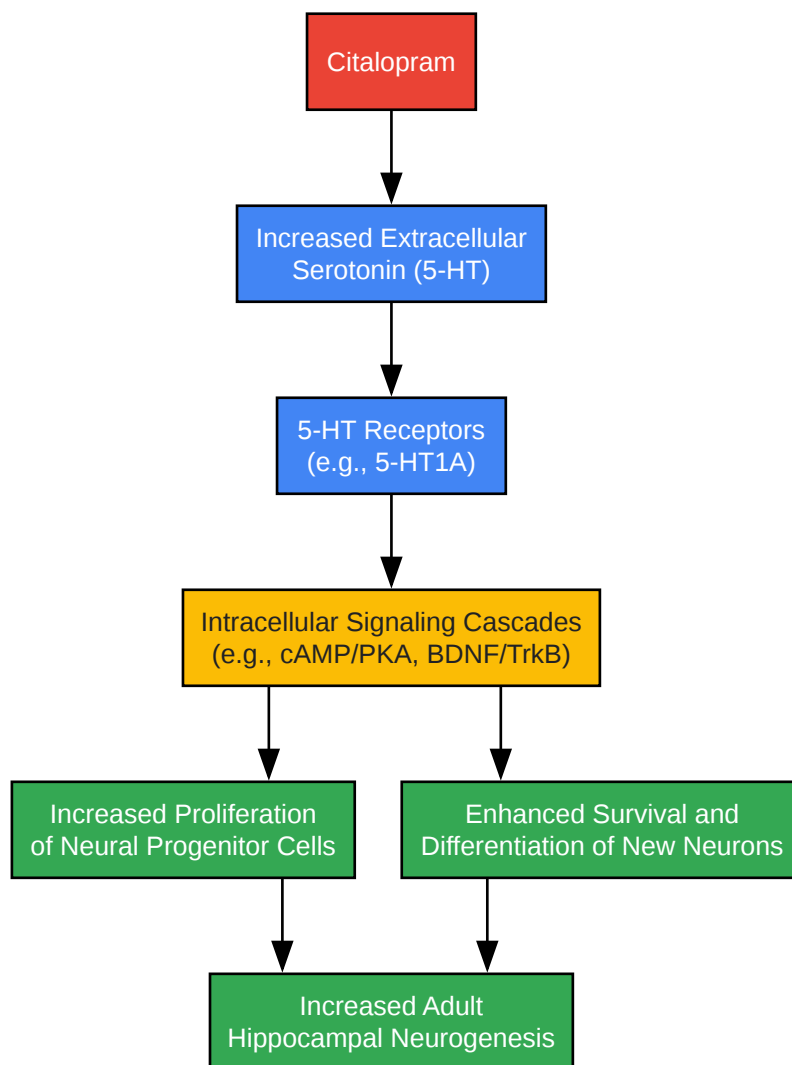 Citalopram
Increased Extracellular
Serotonin (5-HT)
5-HT Receptors
(e.g., 5-HT1A)
Intracellular Signaling Cascades
(e.g., cAMP/PKA, BDNF/TrkB)
Increased Proliferation
of Neural Progenitor Cells
Enhanced Survival and
Differentiation of New Neurons
Increased Adult
Hippocampal Neurogenesis